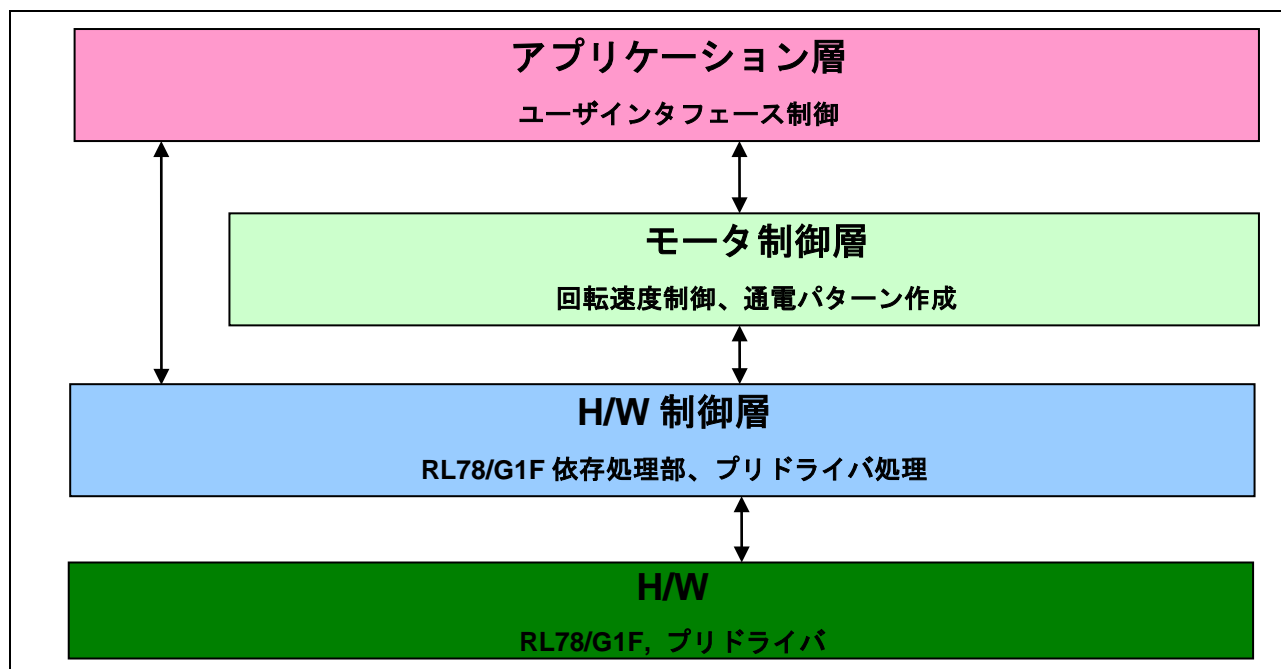 アプリケーション層
ユーザインタフェース制御
モータ制御層
回転速度制御、通電パターン作成
H/W 制御層
RL78/G1F 依存処理部、プリドライバ処理
H/W
RL78/G1F, プリドライバ